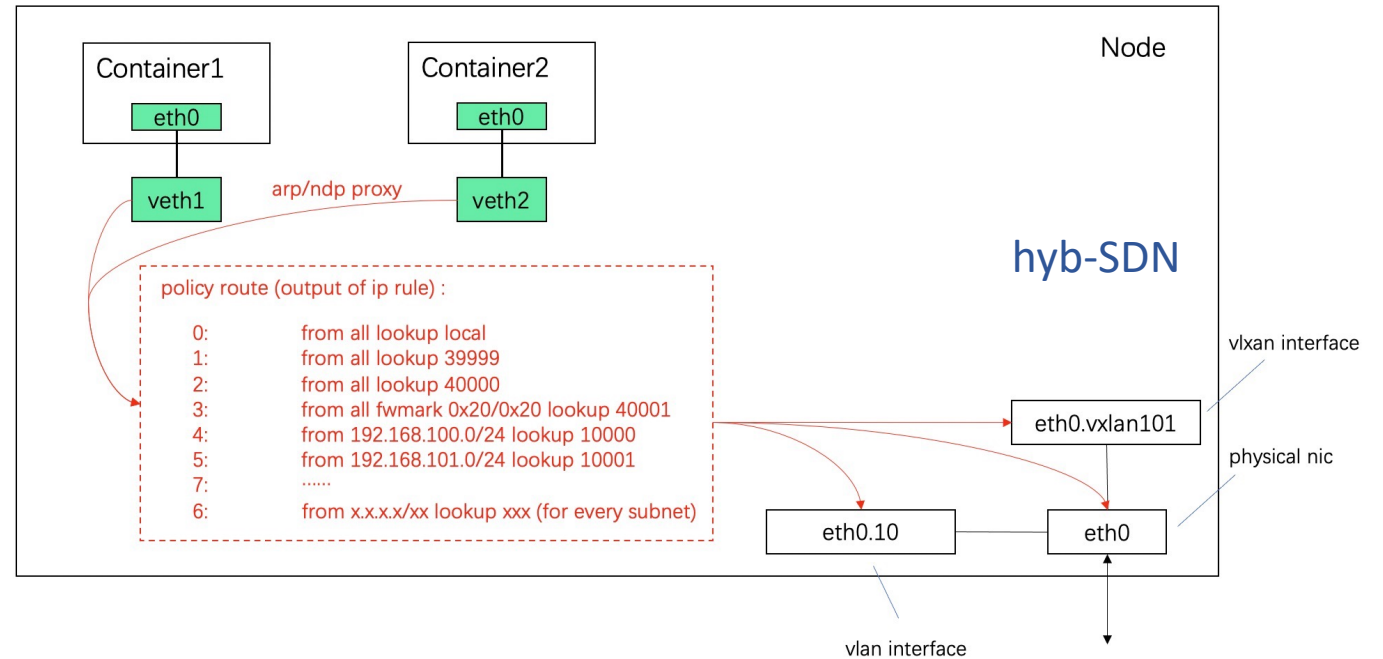 Node
Container1
Container2
eth0
eth0
veth1
arp/ndp proxy
veth2
hyb-SDN
policy route (output of ip rule) :
0: from all lookup local
1: from all lookup 39999
2: from all lookup 40000
3: from all fwmark 0x20/0x20 lookup 40001
4: from 192.168.100.0/24 lookup 10000
5: from 192.168.101.0/24 lookup 10001
7: ......
6: from x.x.x.x/xx lookup xxx (for every subnet)
vlxan interface
eth0.vxlan101
physical nic
eth0.10
eth0
vlan interface